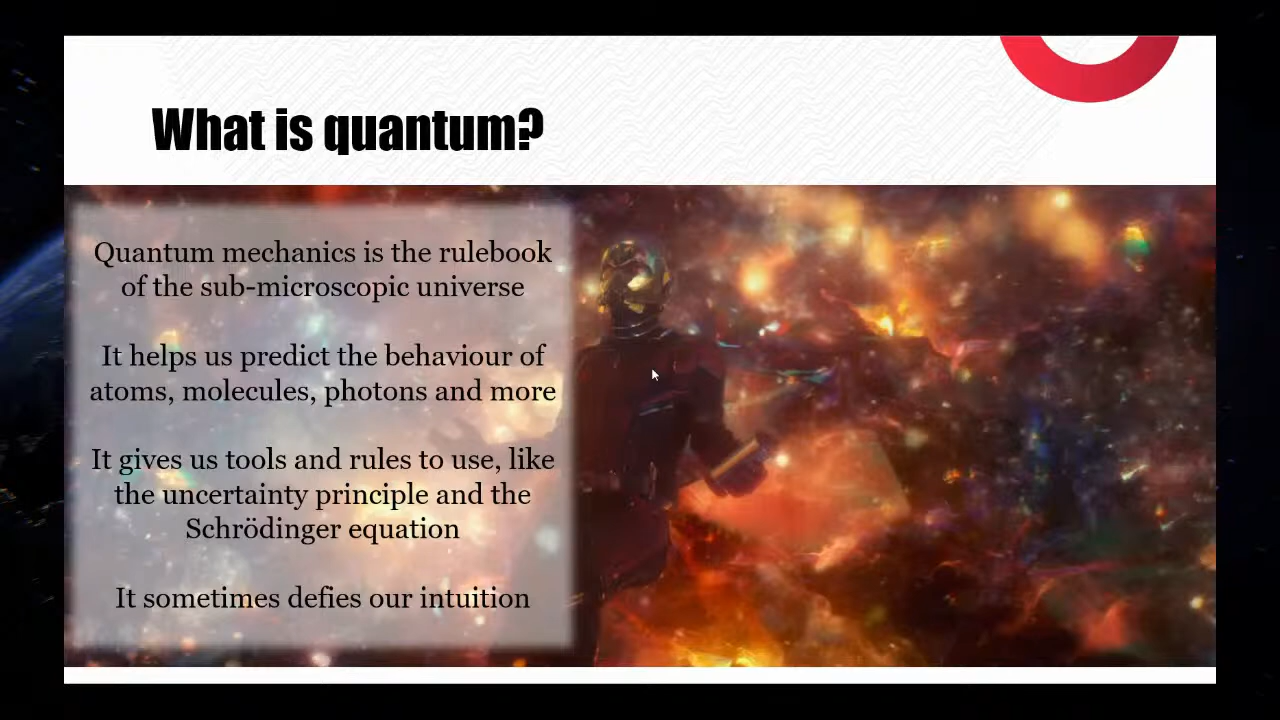 What is quantum?
Quantum mechanics is the rulebook
of the sub-microscopic universe
It helps us predict the behaviour of
atoms, molecules, photons and more
It gives us tools and rules to use, like
the uncertainty principle and the
Schrödinger equation
It sometimes defies our intuition